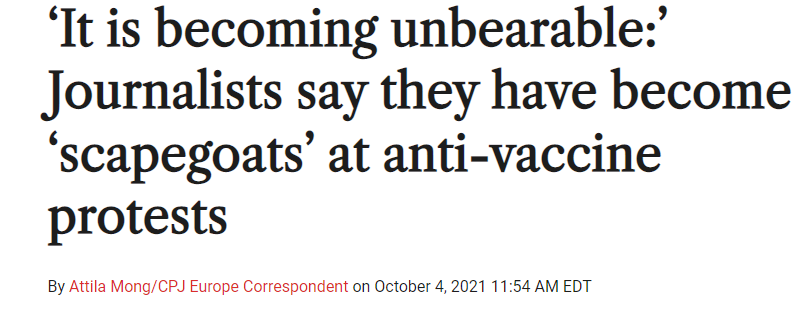 ‘It is becoming unbearable:’
Journalists say they have become
‘scapegoats’ at anti-vaccine
protests
By Attila Mong/CPJ Europe Correspondent on October 4, 2021 11:54 AM EDT